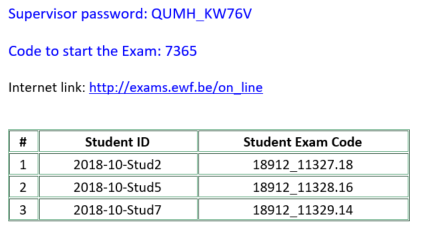 Supervisor password: QUMH_KW76V
Code to start the Exam: 7365
Internet link: http://exams.ewf.be/on_line
# Student ID Student Exam Code
1 2018-10-Stud2 18912_11327.18
2 2018-10-Stud5 18912_11328.16
3 2018-10-Stud7 18912_11329.14